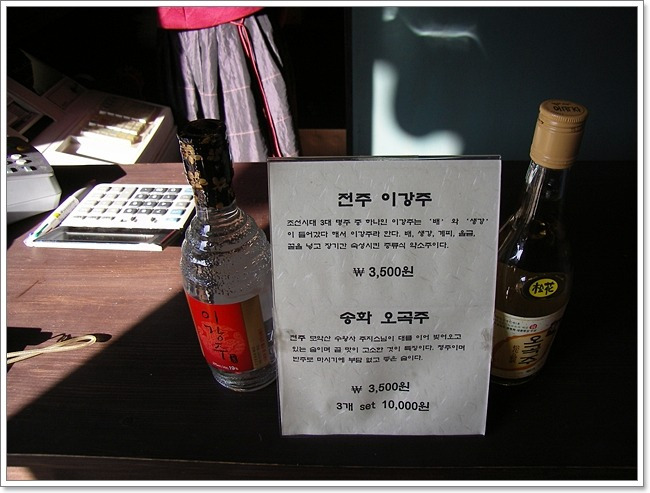 전주 이강주
조선시대 3대 명주 중 하나인 이강주는 '배' 와 '생강'
이 들어갔다 해서 이강주라 한다. 배, 생강, 계피, 울금,
꿀을 넣고 장기간 숙성시킨 증류식 약소주이다.
₩ 3,500원
송화 오곡주
전주 모악산 수왕사 주지스님이 대를 이어 빚어오고
있는 술이며 끝 맛이 고소한 것이 특징이다. 청주이며
반주로 마시기에 부담 없고 좋은 술이다.
₩ 3,500원
3개 set 10,000원
이강주
松花
오곡주